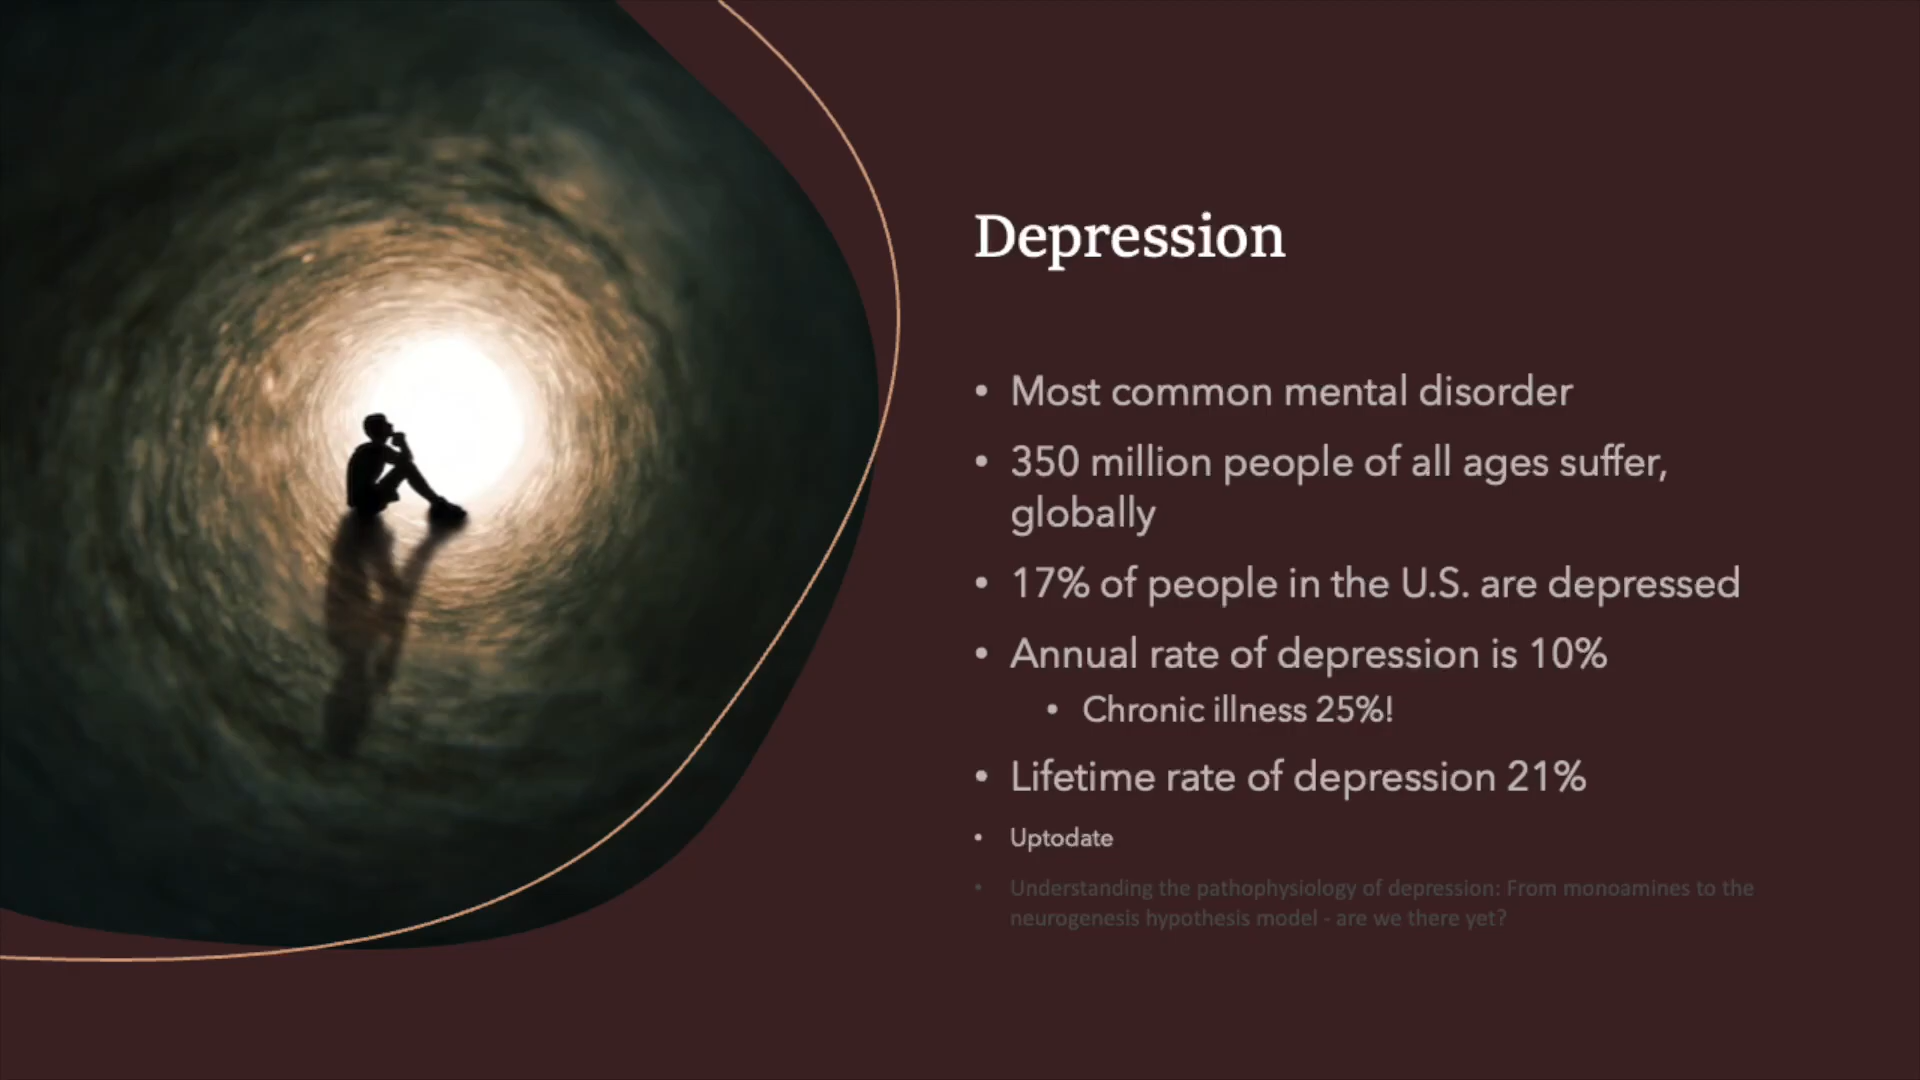 Depression
• Most common mental disorder
• 350 million people of all ages suffer,
globally
• 17% of people in the U.S. are depressed
• Annual rate of depression is 10%
• Chronic illness 25%!
• Lifetime rate of depression 21%
• Uptodate
• Understanding the pathophysiology of depression: From monoamines to the
neurogenesis hypothesis model - are we there yet?